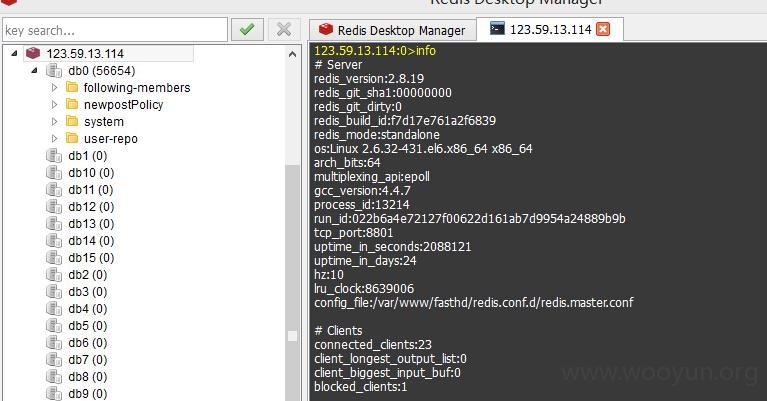 Redis Desktop Manager
key search...
123.59.13.114
db0 (56654)
following-members
newpostPolicy
system
user-repo
db1 (0)
db10 (0)
db11 (0)
db12 (0)
db13 (0)
db14 (0)
db15 (0)
db2 (0)
db3 (0)
db4 (0)
db5 (0)
db6 (0)
db7 (0)
db8 (0)
db9 (0)
Redis Desktop Manager
123.59.13.114
123.59.13.114:0>info
# Server
redis_version:2.8.19
redis_git_sha1:00000000
redis_git_dirty:0
redis_build_id:f7d17e761a2f6839
redis_mode:standalone
os:Linux 2.6.32-431.el6.x86_64 x86_64
arch_bits:64
multiplexing_api:epoll
gcc_version:4.4.7
process_id:13214
run_id:022b6a4e72127f00622d161ab7d9954a24889b9b
tcp_port:8801
uptime_in_seconds:2088121
uptime_in_days:24
hz:10
lru_clock:8639006
config_file:/var/www/fasthd/redis.conf.d/redis.master.conf
# Clients
connected_clients:23
client_longest_output_list:0
client_biggest_input_buf:0
blocked_clients:1
www.wooyun.org